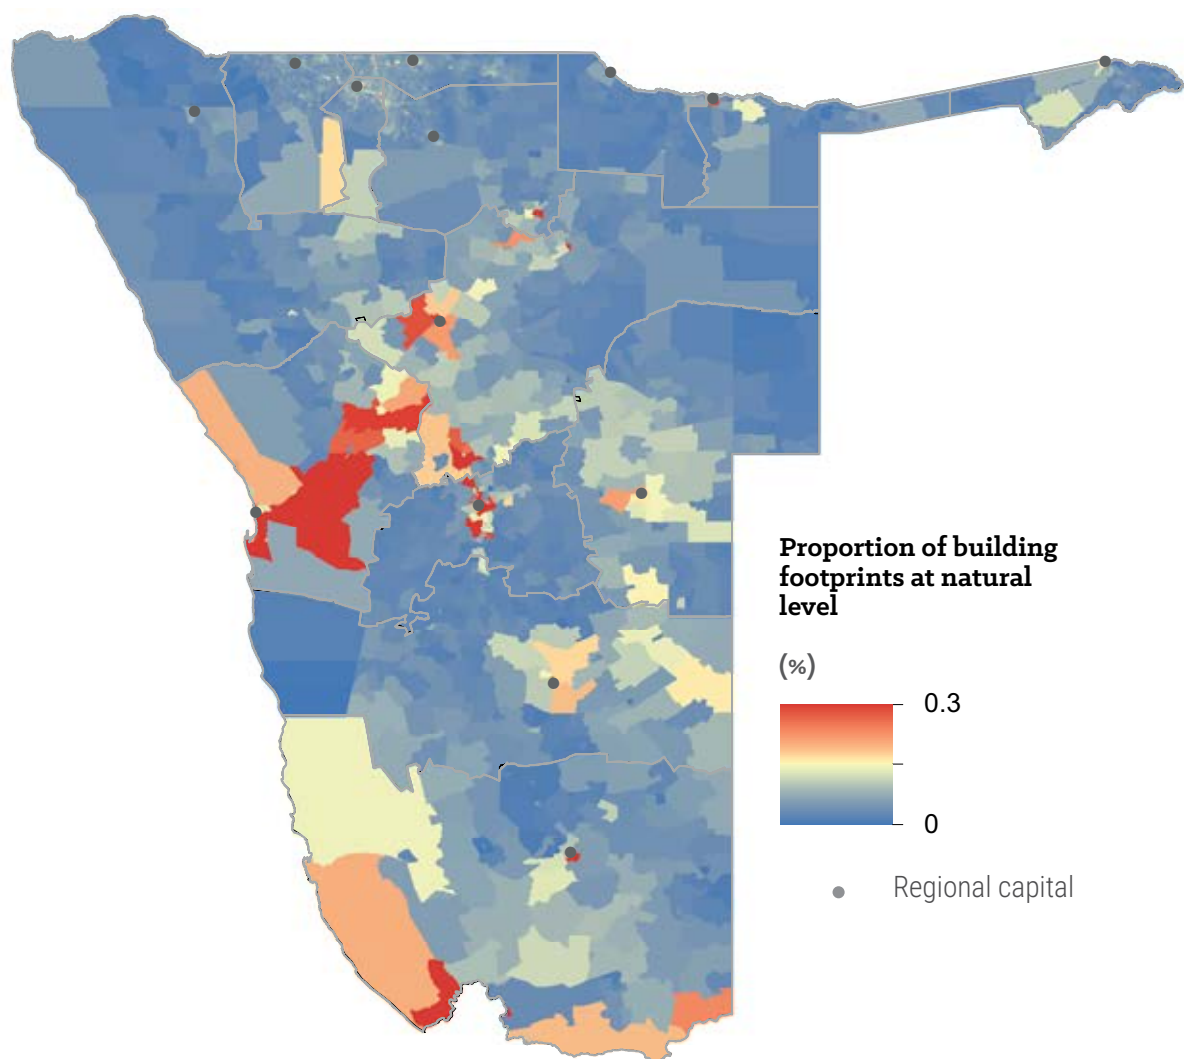 Proportion of building
footprints at natural
level
(%)
0.3
0
Regional capital